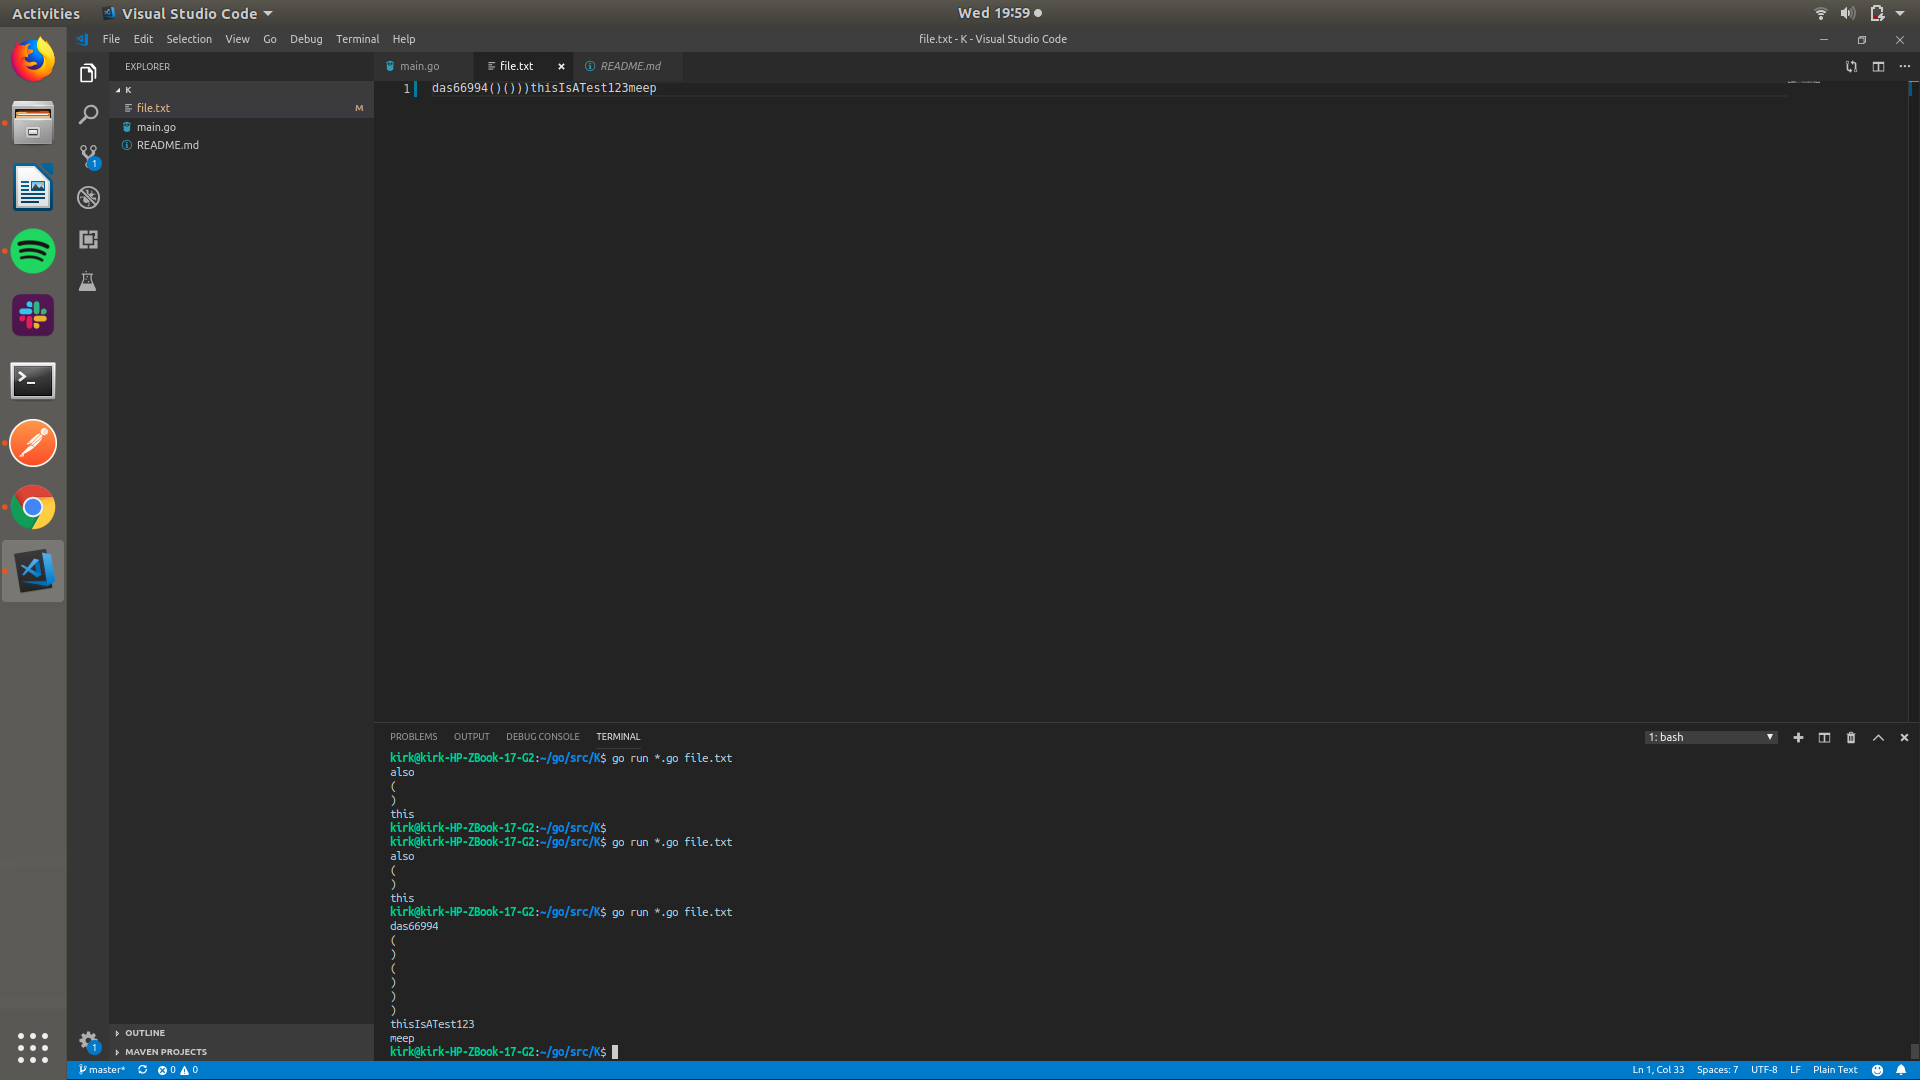 Activities Visual Studio Code Wed 19:59
File Edit Selection View Go Debug Terminal Help file.txt - K - Visual Studio Code
EXPLORER main.go file.txt README.md
K
file.txt M
main.go
README.md
1 das66994()()))thisIsATest123meep
1
PROBLEMS OUTPUT DEBUG CONSOLE TERMINAL 1: bash
kirk@kirk-HP-ZBook-17-G2:~/go/src/K$ go run *.go file.txt
also
(
)
this
kirk@kirk-HP-ZBook-17-G2:~/go/src/K$
kirk@kirk-HP-ZBook-17-G2:~/go/src/K$ go run *.go file.txt
also
(
)
this
kirk@kirk-HP-ZBook-17-G2:~/go/src/K$ go run *.go file.txt
das66994
(
)
(
)
)
)
thisIsATest123
meep
kirk@kirk-HP-ZBook-17-G2:~/go/src/K$
OUTLINE
1
MAVEN PROJECTS
master* 0 0 Ln 1, Col 33 Spaces: 7 UTF-8 LF Plain Text